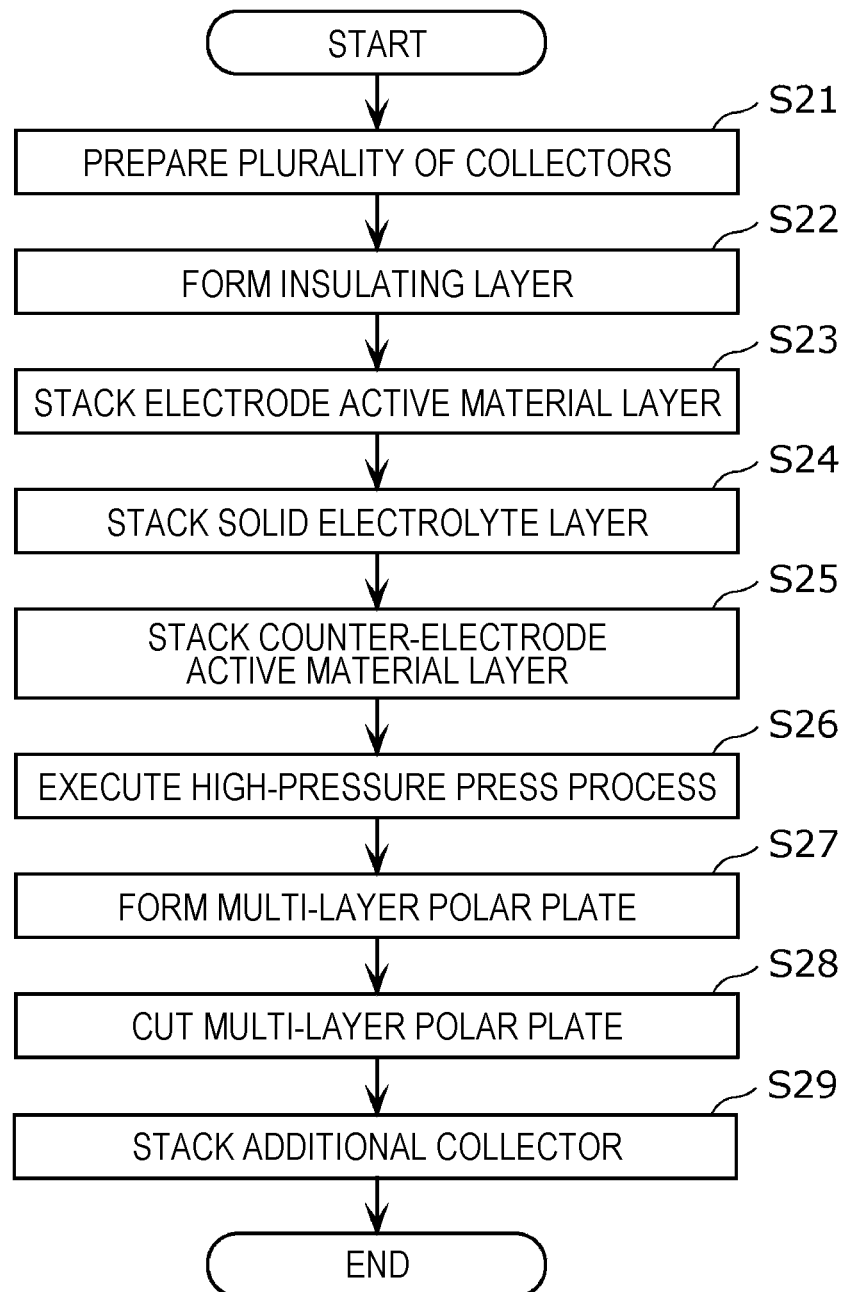 START
S21
PREPARE PLURALITY OF COLLECTORS
S22
FORM INSULATING LAYER
S23
STACK ELECTRODE ACTIVE MATERIAL LAYER
S24
STACK SOLID ELECTROLYTE LAYER
S25
STACK COUNTER-ELECTRODE
ACTIVE MATERIAL LAYER
S26
EXECUTE HIGH-PRESSURE PRESS PROCESS
S27
FORM MULTI-LAYER POLAR PLATE
S28
CUT MULTI-LAYER POLAR PLATE
S29
STACK ADDITIONAL COLLECTOR
END